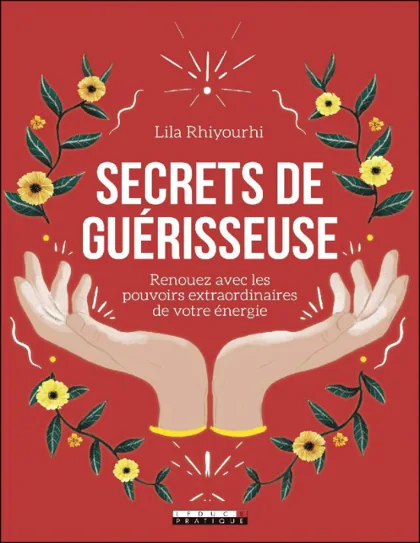 Lila Rhiyourhi
SECRETS DE
GUÉRISSEUSE
Renouez avec les
pouvoirs extraordinaires
de votre énergie
LEDUC
PRATIQUE